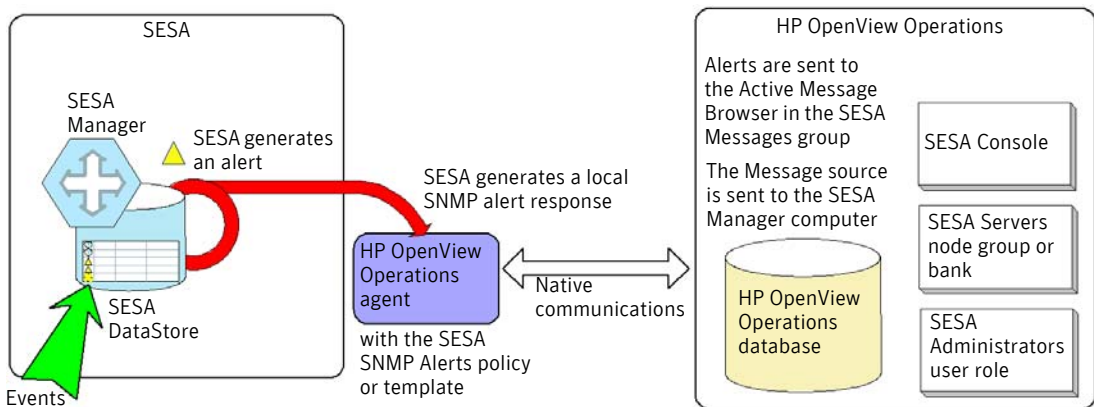 SESA
SESA
Manager
SESA generates
an alert
SESA
DataStore
Events
SESA generates a local
SNMP alert response
HP OpenView
Operations
agent
with the SESA
SNMP Alerts policy
or template
Native
communications
HP OpenView Operations
Alerts are sent to
the Active Message
Browser in the SESA
Messages group
The Message source
is sent to the SESA
Manager computer
HP OpenView
Operations
database
SESA Console
SESA Servers
node group or
bank
SESA
Administrators
user role